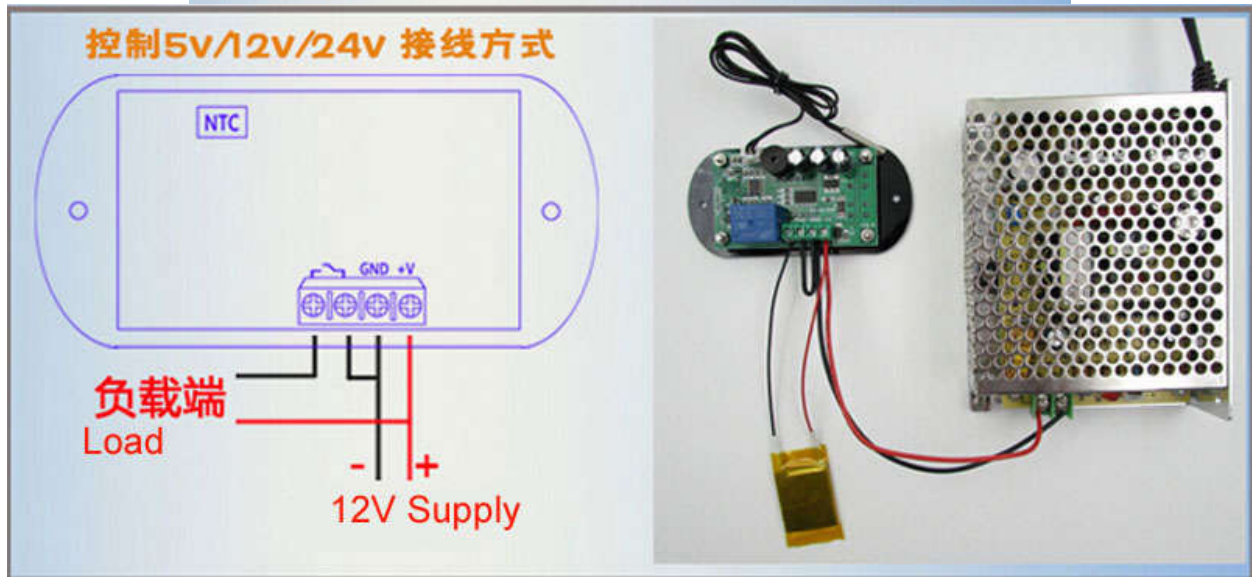 控制5V/12V/24V 接线方式
NTC
GND +V
负载端
Load
- +
12V Supply